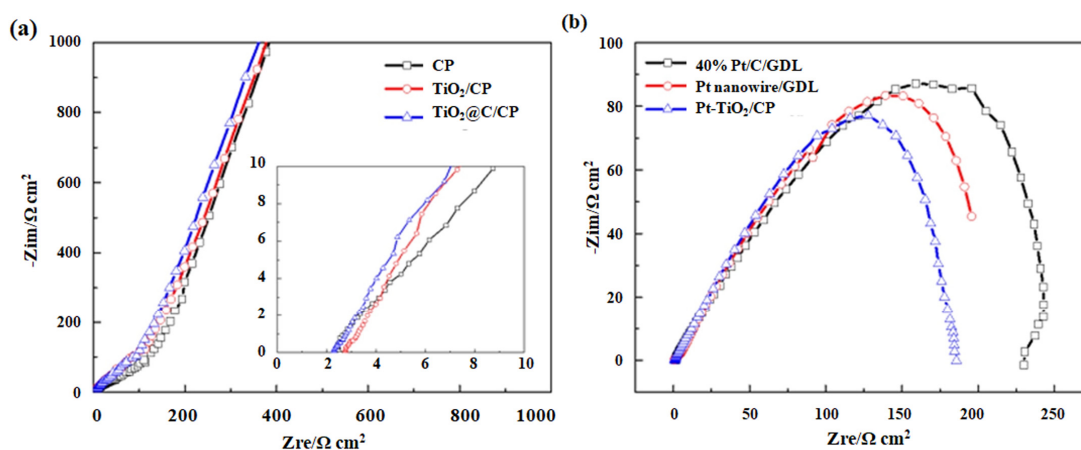 (a)
1000
800
600
400
200
0
-Zim/Ω cm²
CP
TiO₂/CP
TiO₂@C/CP
10
8
6
4
2
0
0 2 4 6 8 10
0 200 400 600 800 1000
Zre/Ω cm²
(b)
100
80
60
40
20
0
-Zim/Ω cm²
40% Pt/C/GDL
Pt nanowire/GDL
Pt-TiO₂/CP
0 50 100 150 200 250
Zre/Ω cm²